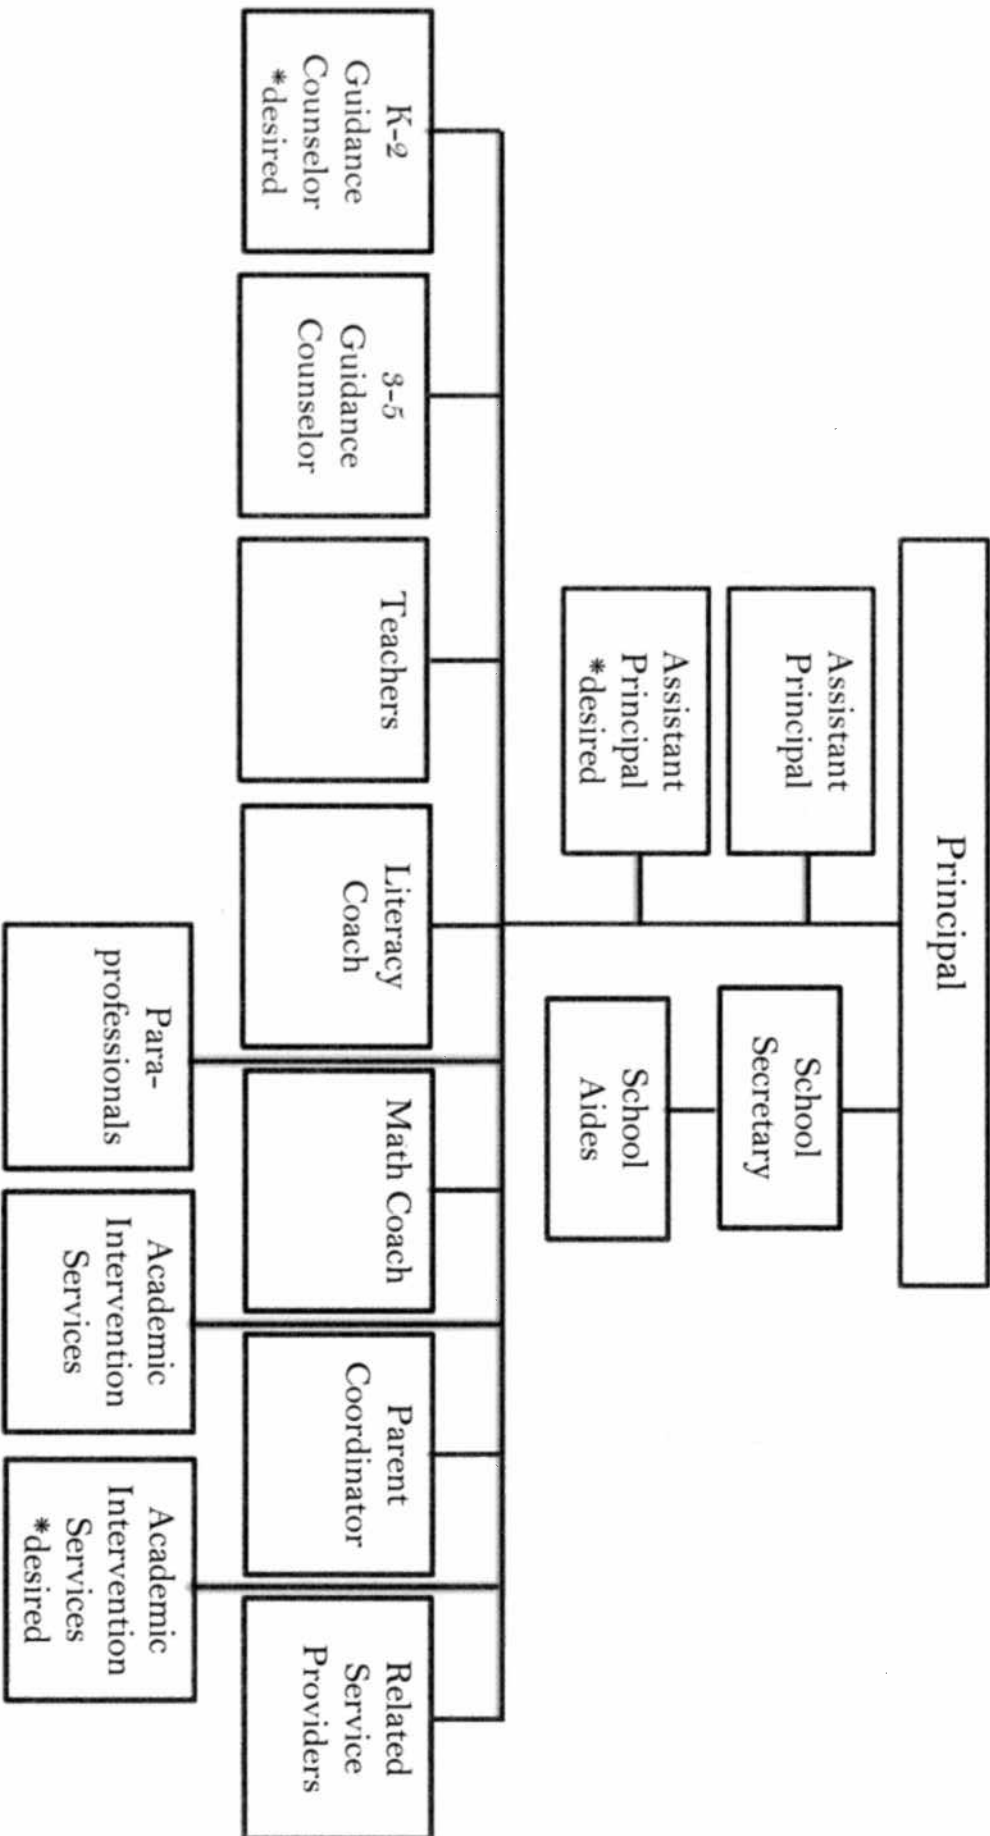 Principal
Assistant
Principal
School
Secretary
Assistant
Principal
*desired
School
Aides
K-2
Guidance
Counselor
*desired
3-5
Guidance
Counselor
Teachers
Literacy
Coach
Math Coach
Parent
Coordinator
Related
Service
Providers
Para-
professionals
Academic
Intervention
Services
Academic
Intervention
Services
*desired